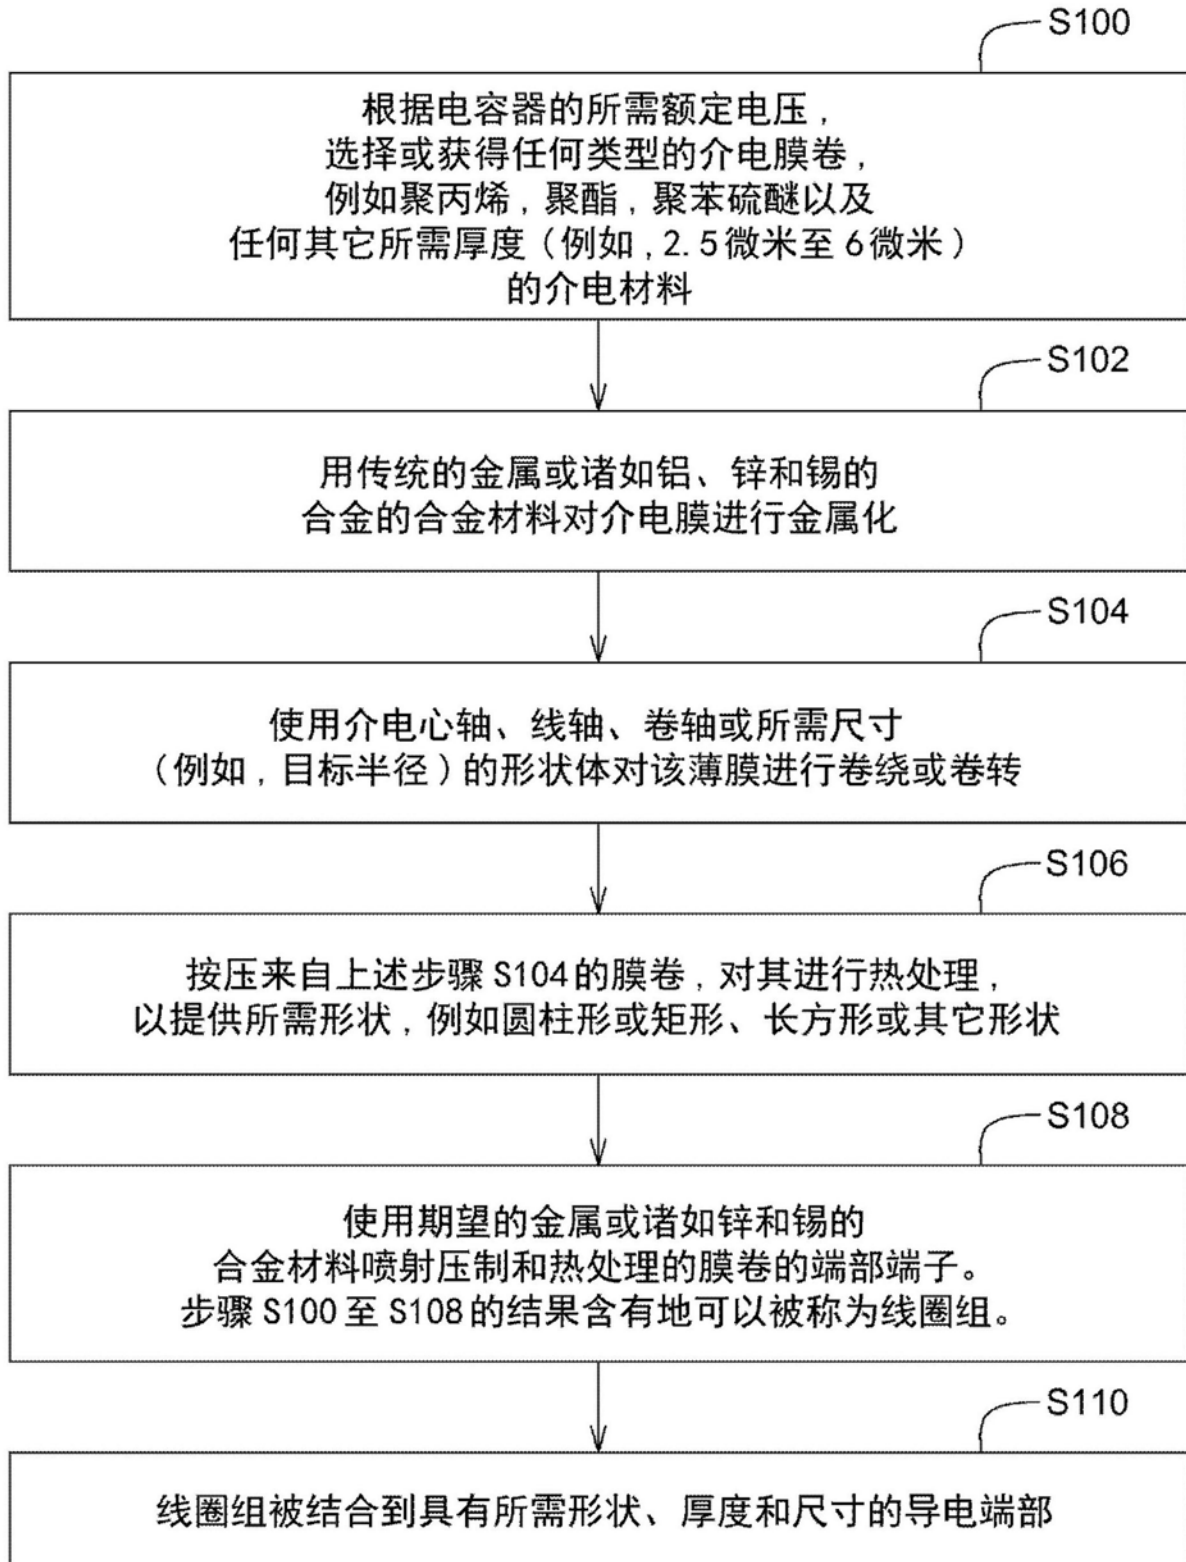 S100
根据电容器的所需额定电压，
选择或获得任何类型的介电膜卷，
例如聚丙烯，聚酯，聚苯硫醚以及
任何其它所需厚度（例如，2.5微米至6微米）
的介电材料
S102
用传统的金属或诸如铝、锌和锡的
合金的合金材料对介电膜进行金属化
S104
使用介电心轴、线轴、卷轴或所需尺寸
（例如，目标半径）的形状体对该薄膜进行卷绕或卷转
S106
按压来自上述步骤S104的膜卷，对其进行热处理，
以提供所需形状，例如圆柱形或矩形、长方形或其它形状
S108
使用期望的金属或诸如锌和锡的
合金材料喷射压制和热处理的膜卷的端部端子。
步骤S100至S108的结果含有地可以被称为线圈组。
S110
线圈组被结合到具有所需形状、厚度和尺寸的导电端部